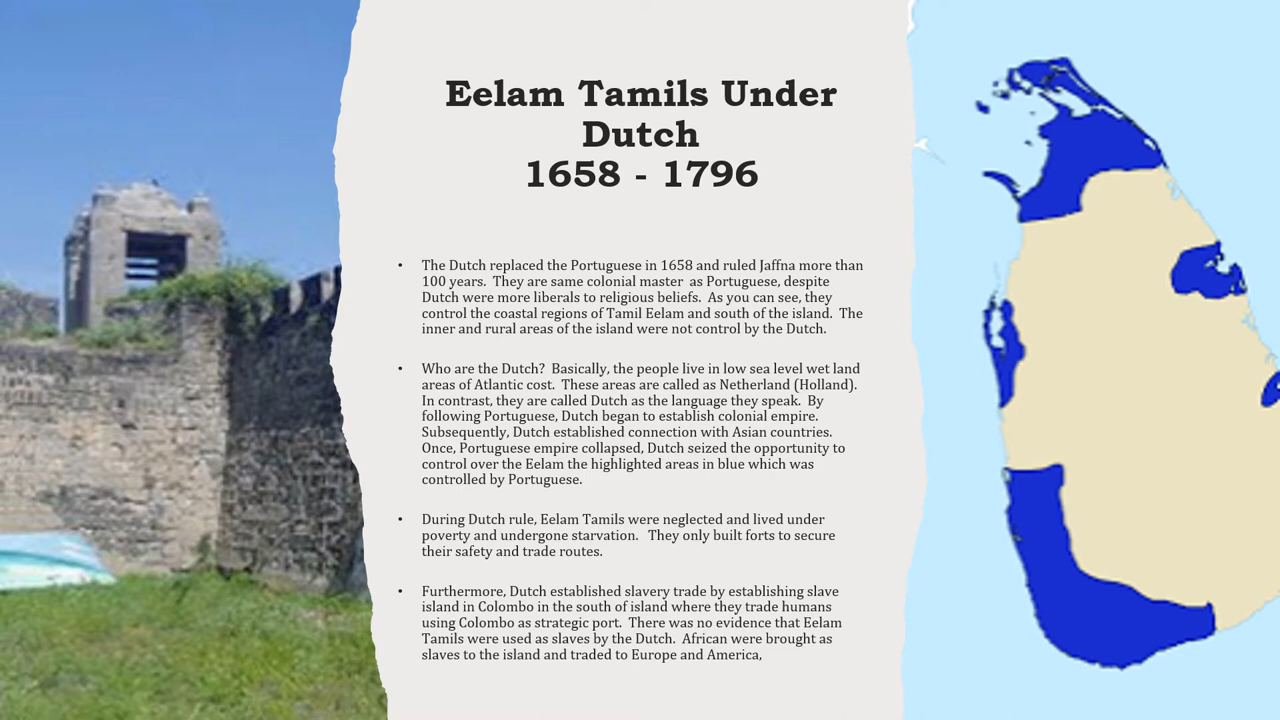 Eelam Tamils Under
Dutch
1658 - 1796
• The Dutch replaced the Portuguese in 1658 and ruled Jaffna more than
100 years.  They are same colonial master  as Portuguese, despite
Dutch were more liberals to religious beliefs.  As you can see, they
control the coastal regions of Tamil Eelam and south of the island.  The
inner and rural areas of the island were not control by the Dutch.
• Who are the Dutch?  Basically, the people live in low sea level wet land
areas of Atlantic cost.  These areas are called as Netherland (Holland).
In contrast, they are called Dutch as the language they speak.  By
following Portuguese, Dutch began to establish colonial empire.
Subsequently, Dutch established connection with Asian countries.
Once, Portuguese empire collapsed, Dutch seized the opportunity to
control over the Eelam the highlighted areas in blue which was
controlled by Portuguese.
• During Dutch rule, Eelam Tamils were neglected and lived under
poverty and undergone starvation.   They only built forts to secure
their safety and trade routes.
• Furthermore, Dutch established slavery trade by establishing slave
island in Colombo in the south of island where they trade humans
using Colombo as strategic port.  There was no evidence that Eelam
Tamils were used as slaves by the Dutch.  African were brought as
slaves to the island and traded to Europe and America,